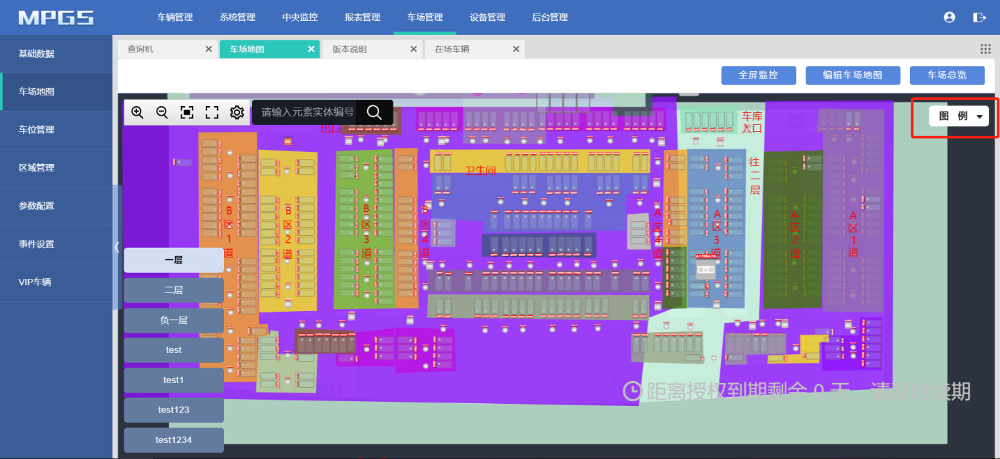 MPGS
车辆管理
系统管理
中央监控
报表管理
车场管理
设备管理
后台管理
基础数据
车场地图
车位管理
区域管理
参数配置
事件设置
VIP车辆
查询机
车场地图
版本说明
在场车辆
全屏监控
编辑车场地图
车场总览
请输入元素实体编号
图 例
出口
车库
入口
卫生间
往二层
B区1道
B区2道
B区3道
B区4道
A区4道
A区3道
A区2道
A区1道
A1709A7A
一层
二层
负一层
test
test1
test123
test1234
距离授权到期剩余 0 天，请及时续期